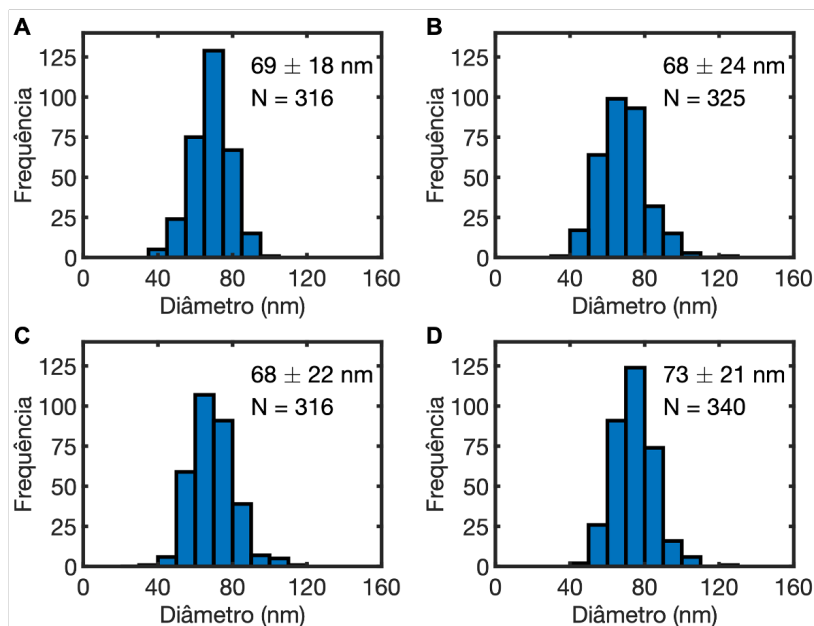 A
69 ± 18 nm
N = 316
Frequência
125
100
75
50
25
0
0 40 80 120 160
Diâmetro (nm)
B
68 ± 24 nm
N = 325
Frequência
125
100
75
50
25
0
0 40 80 120 160
Diâmetro (nm)
C
68 ± 22 nm
N = 316
Frequência
125
100
75
50
25
0
0 40 80 120 160
Diâmetro (nm)
D
73 ± 21 nm
N = 340
Frequência
125
100
75
50
25
0
0 40 80 120 160
Diâmetro (nm)